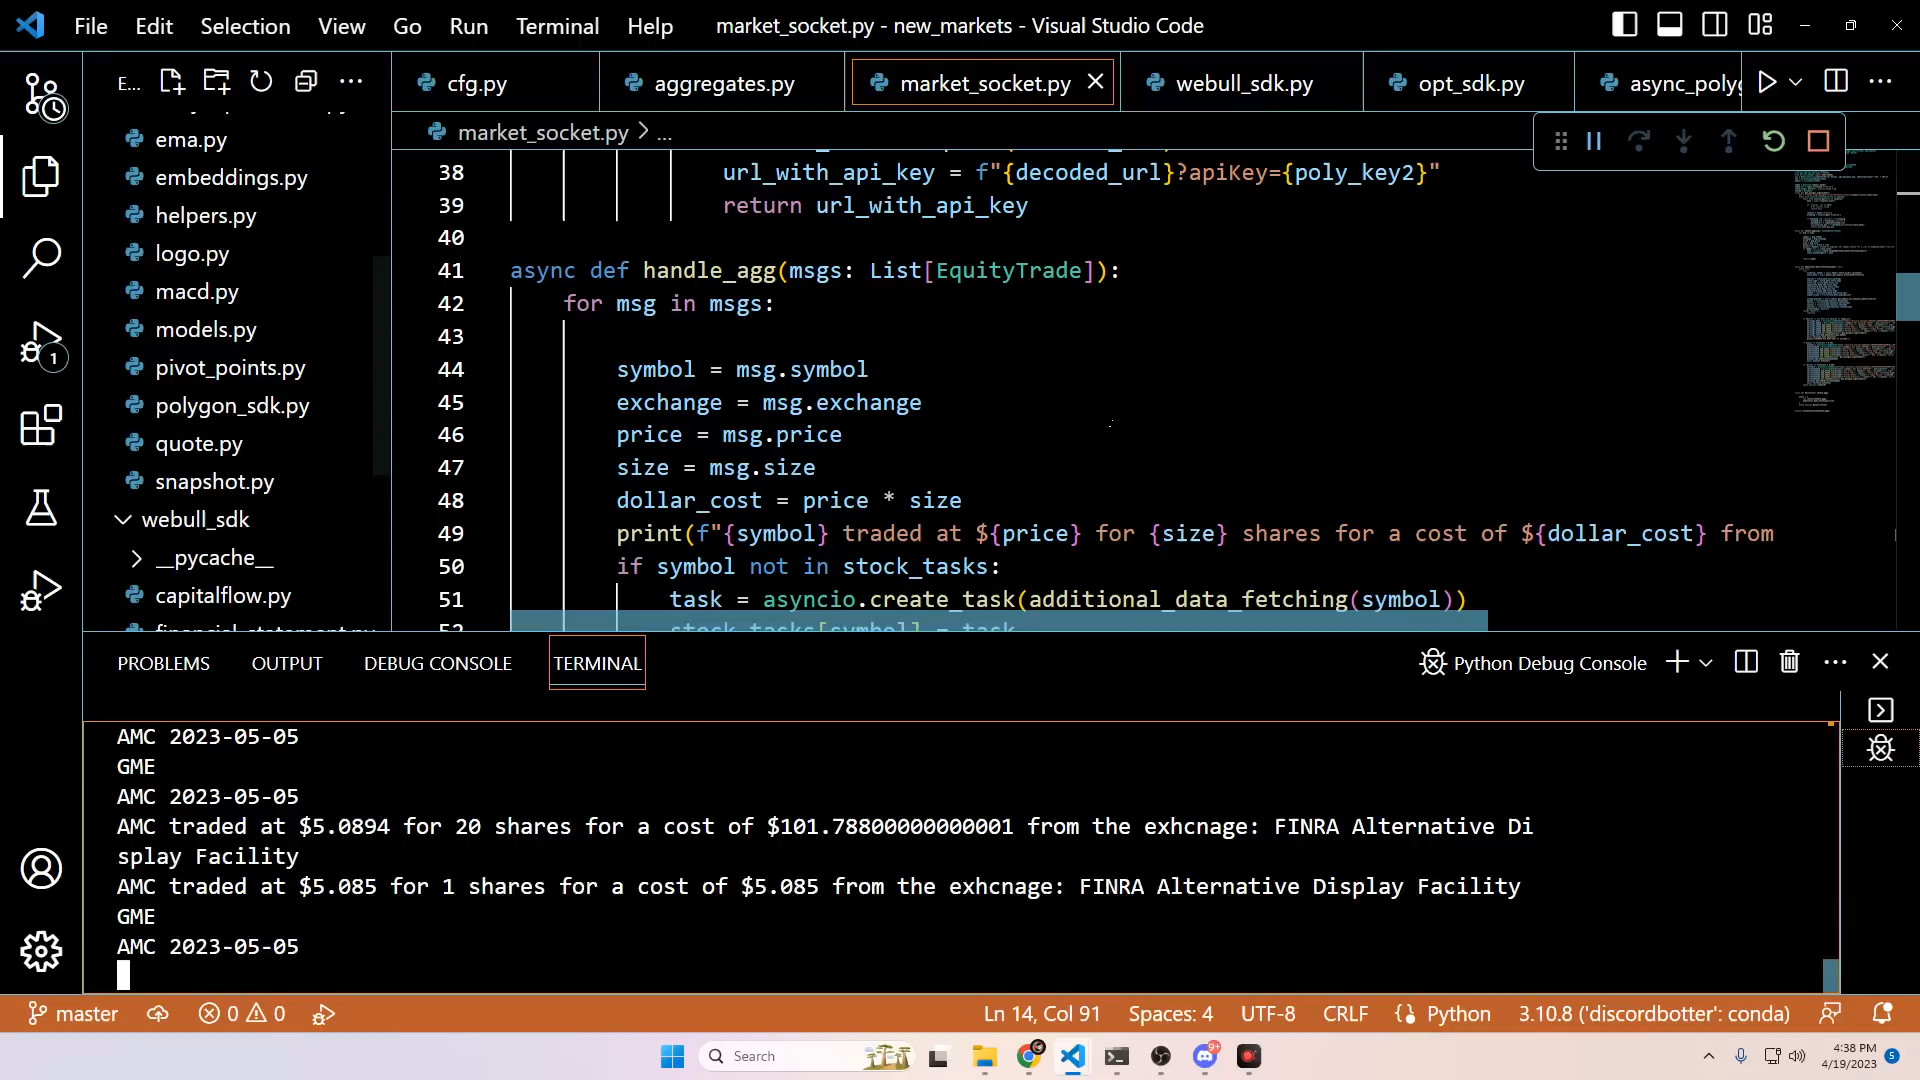 File Edit Selection View Go Run Terminal Help market_socket.py - new_markets - Visual Studio Code
E...
cfg.py aggregates.py market_socket.py webull_sdk.py opt_sdk.py
market_socket.py > ...
ema.py
embeddings.py
helpers.py
logo.py
macd.py
models.py
pivot_points.py
polygon_sdk.py
quote.py
snapshot.py
webull_sdk
__pycache__
capitalflow.py
1
38 url_with_api_key = f"{decoded_url}?apiKey={poly_key2}"
39 return url_with_api_key
40
41 async def handle_agg(msgs: List[EquityTrade]):
42 for msg in msgs:
43
44 symbol = msg.symbol
45 exchange = msg.exchange
46 price = msg.price
47 size = msg.size
48 dollar_cost = price * size
49 print(f"{symbol} traded at ${price} for {size} shares for a cost of ${dollar_cost} from
50 if symbol not in stock_tasks:
51 task = asyncio.create_task(additional_data_fetching(symbol))
52 stock_tasks[symbol] = task
PROBLEMS OUTPUT DEBUG CONSOLE TERMINAL Python Debug Console
AMC 2023-05-05
GME
AMC 2023-05-05
AMC traded at $5.0894 for 20 shares for a cost of $101.78800000000001 from the exhcnage: FINRA Alternative Di
splay Facility
AMC traded at $5.085 for 1 shares for a cost of $5.085 from the exhcnage: FINRA Alternative Display Facility
GME
AMC 2023-05-05
master 0 0 Ln 14, Col 91 Spaces: 4 UTF-8 CRLF Python 3.10.8 ('discordbotter': conda)
Search 9+ 4:38 PM 5
4/19/2023